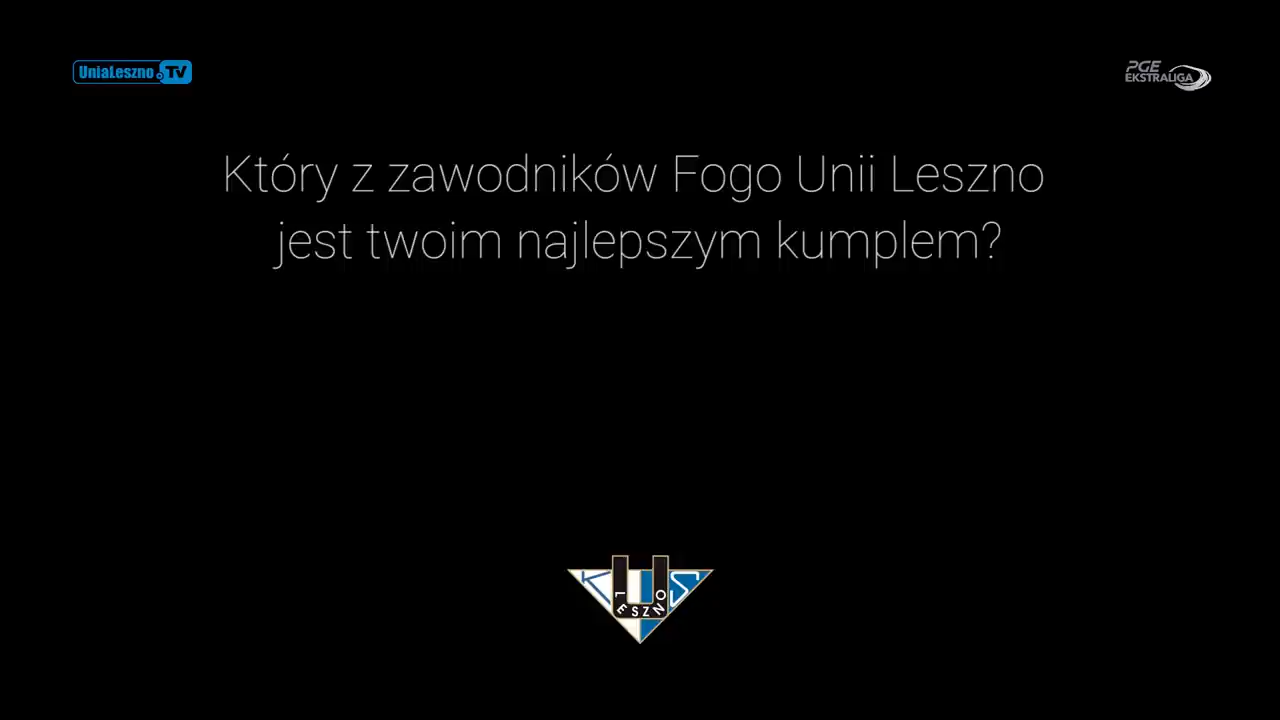 UniaLeszno.TV
PGE
EKSTRALIGA
Który z zawodników Fogo Unii Leszno
jest twoim najlepszym kumplem?
K U S
LESZNO